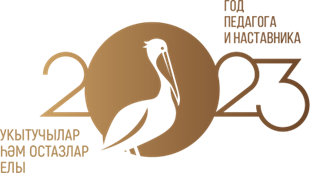 ГОД
ПЕДАГОГА
И НАСТАВНИКА
2023
УКЫТУЧЫЛАР
ҺӘМ ОСТАЗЛАР
ЕЛЫ